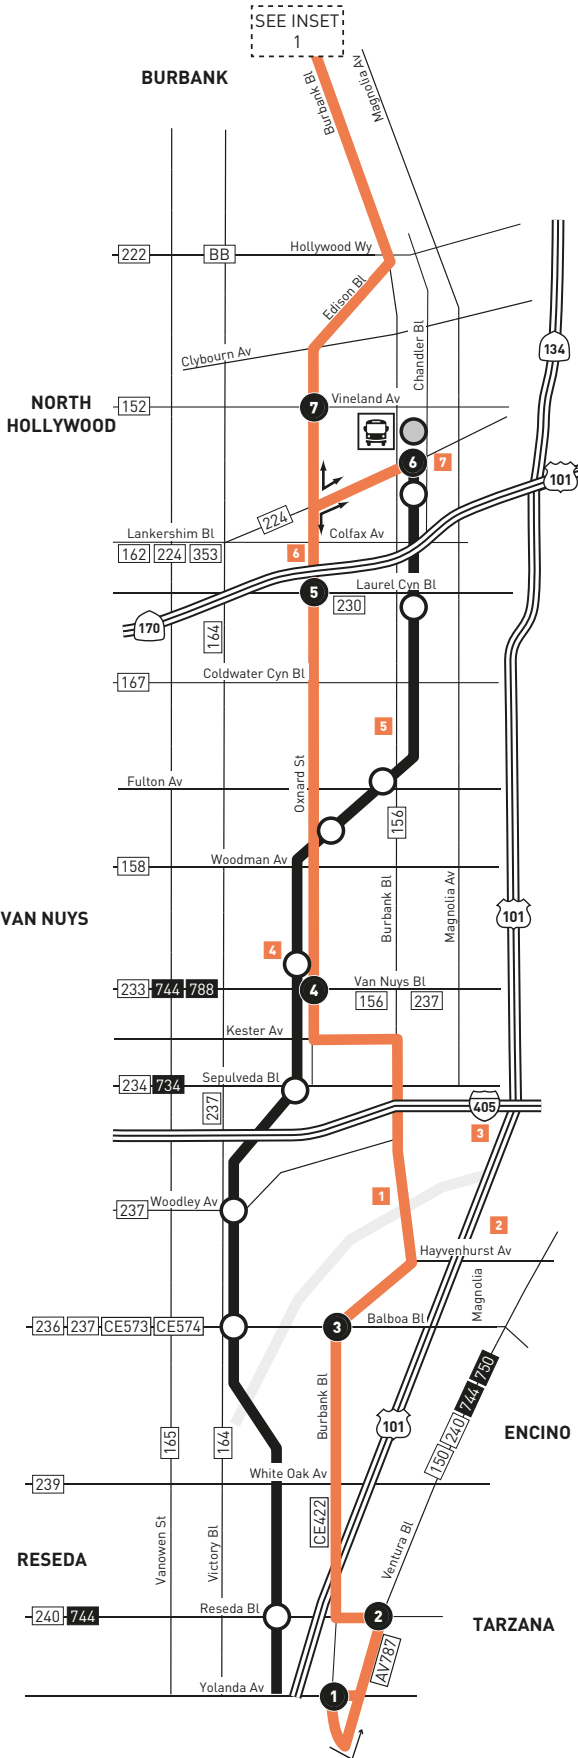 SEE INSET
1
BURBANK
Burbank Bl
Magnolia Av
222
BB
Hollywood Wy
Edison Bl
134
Clybourn Av
Chandler Bl
NORTH
HOLLYWOOD
152
7
Vineland Av
6
7
101
224
Lankershim Bl
Colfax Av
162 224 353
6
Laurel Cyn Bl
5
230
170
164
Coldwater Cyn Bl
167
5
Oxnard St
Fulton Av
156
158
Woodman Av
Burbank Bl
Magnolia Av
101
VAN NUYS
4
Van Nuys Bl
233 744 788
4
156
237
Kester Av
Sepulveda Bl
234 734
237
405
3
1
Woodley Av
237
2
Hayvenhurst Av
Magnolia
Balboa Bl
236 237 CE573 CE574
3
Burbank Bl
150 240 744 750
101
ENCINO
165
164
White Oak Av
239
CE422
Vanowen St
Victory Bl
Ventura Bl
RESEDA
Reseda Bl
240 744
2
TARZANA
AV787
Yolanda Av
1